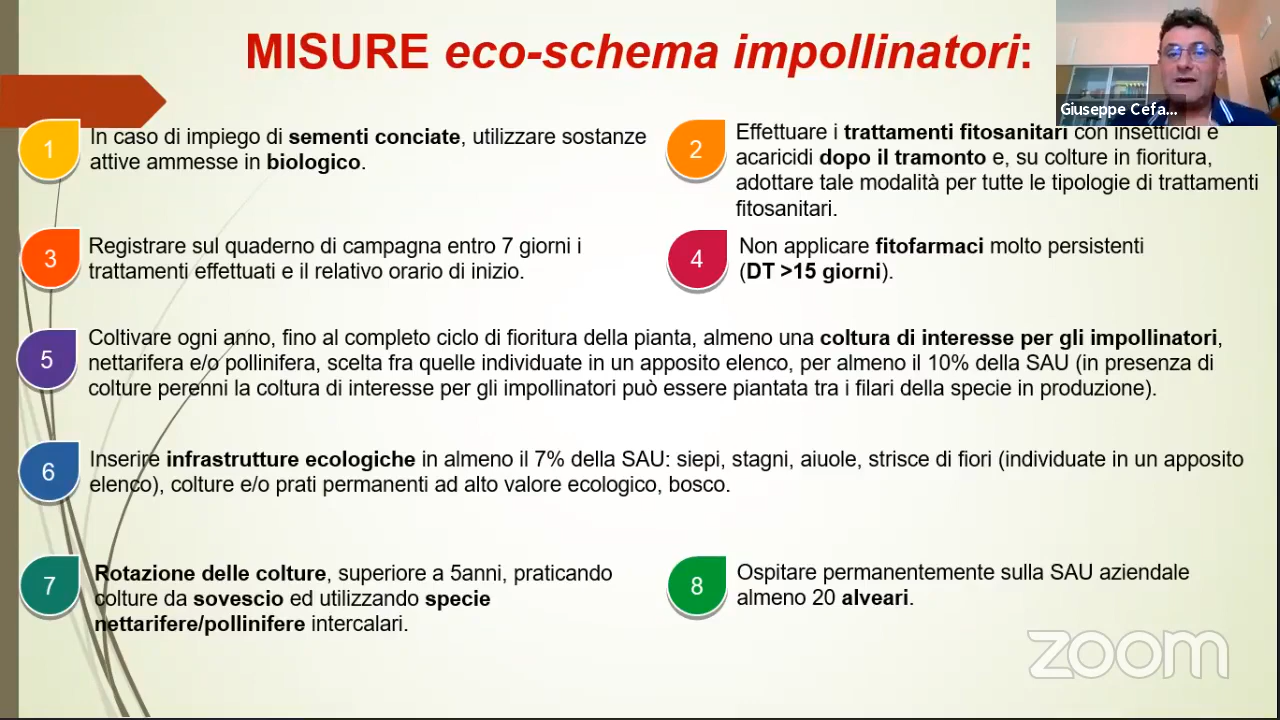 MISURE eco-schema impollinatori:
Giuseppe Cefa...
1
In caso di impiego di sementi conciate, utilizzare sostanze
attive ammesse in biologico.
2
Effettuare i trattamenti fitosanitari con insetticidi e
acaricidi dopo il tramonto e, su colture in fioritura,
adottare tale modalità per tutte le tipologie di trattamenti
fitosanitari.
3
Registrare sul quaderno di campagna entro 7 giorni i
trattamenti effettuati e il relativo orario di inizio.
4
Non applicare fitofarmaci molto persistenti
(DT >15 giorni).
5
Coltivare ogni anno, fino al completo ciclo di fioritura della pianta, almeno una coltura di interesse per gli impollinatori,
nettarifera e/o pollinifera, scelta fra quelle individuate in un apposito elenco, per almeno il 10% della SAU (in presenza di
colture perenni la coltura di interesse per gli impollinatori può essere piantata tra i filari della specie in produzione).
6
Inserire infrastrutture ecologiche in almeno il 7% della SAU: siepi, stagni, aiuole, strisce di fiori (individuate in un apposito
elenco), colture e/o prati permanenti ad alto valore ecologico, bosco.
7
Rotazione delle colture, superiore a 5anni, praticando
colture da sovescio ed utilizzando specie
nettarifere/pollinifere intercalari.
8
Ospitare permanentemente sulla SAU aziendale
almeno 20 alveari.
zoom